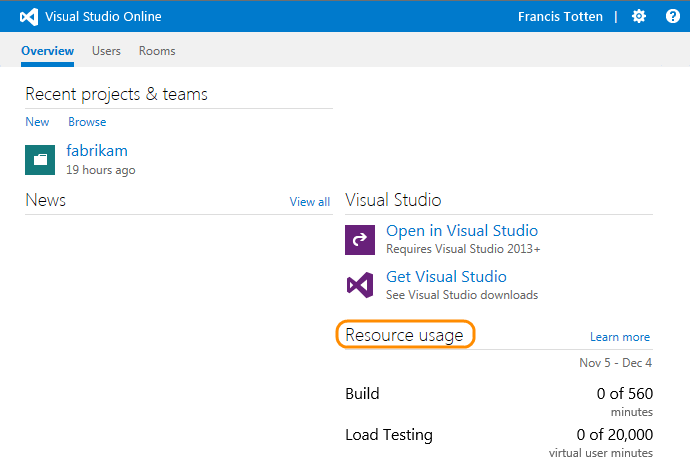 Visual Studio Online
Francis Totten |
Overview Users Rooms
Recent projects & teams
New Browse
fabrikam
19 hours ago
News View all
Visual Studio
Open in Visual Studio
Requires Visual Studio 2013+
Get Visual Studio
See Visual Studio downloads
Resource usage Learn more
Nov 5 - Dec 4
Build 0 of 560
minutes
Load Testing 0 of 20,000
virtual user minutes